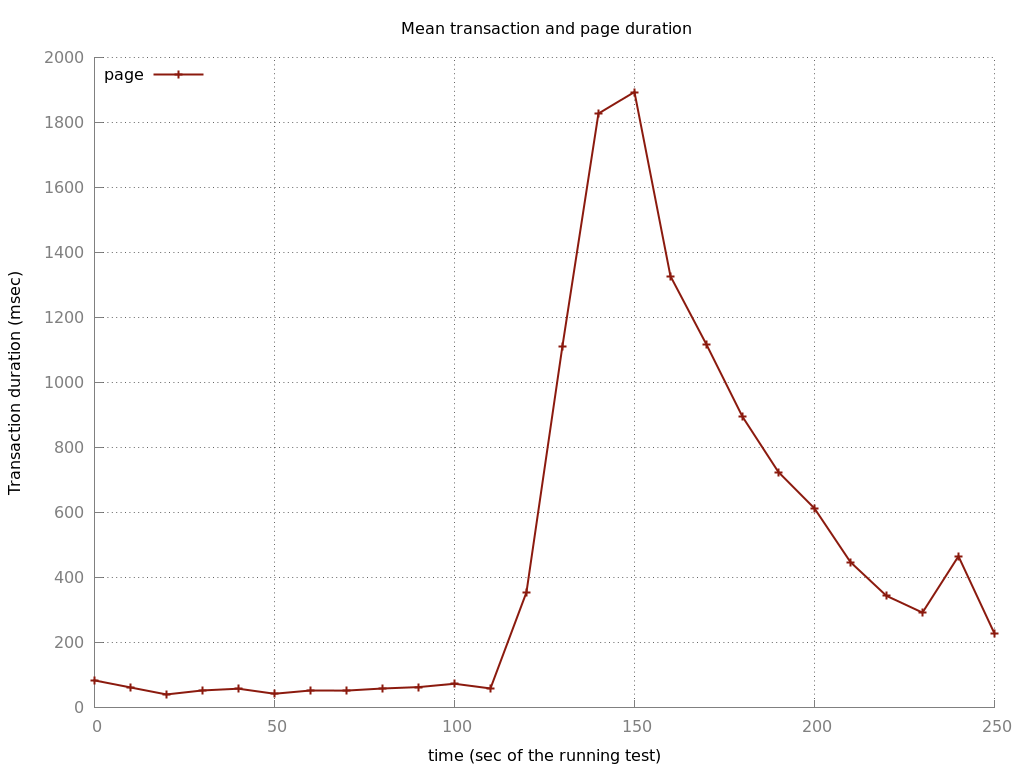 Mean transaction and page duration
2000
page
1800
1600
1400
1200
1000
800
600
400
200
0
Transaction duration (msec)
0 50 100 150 200 250
time (sec of the running test)